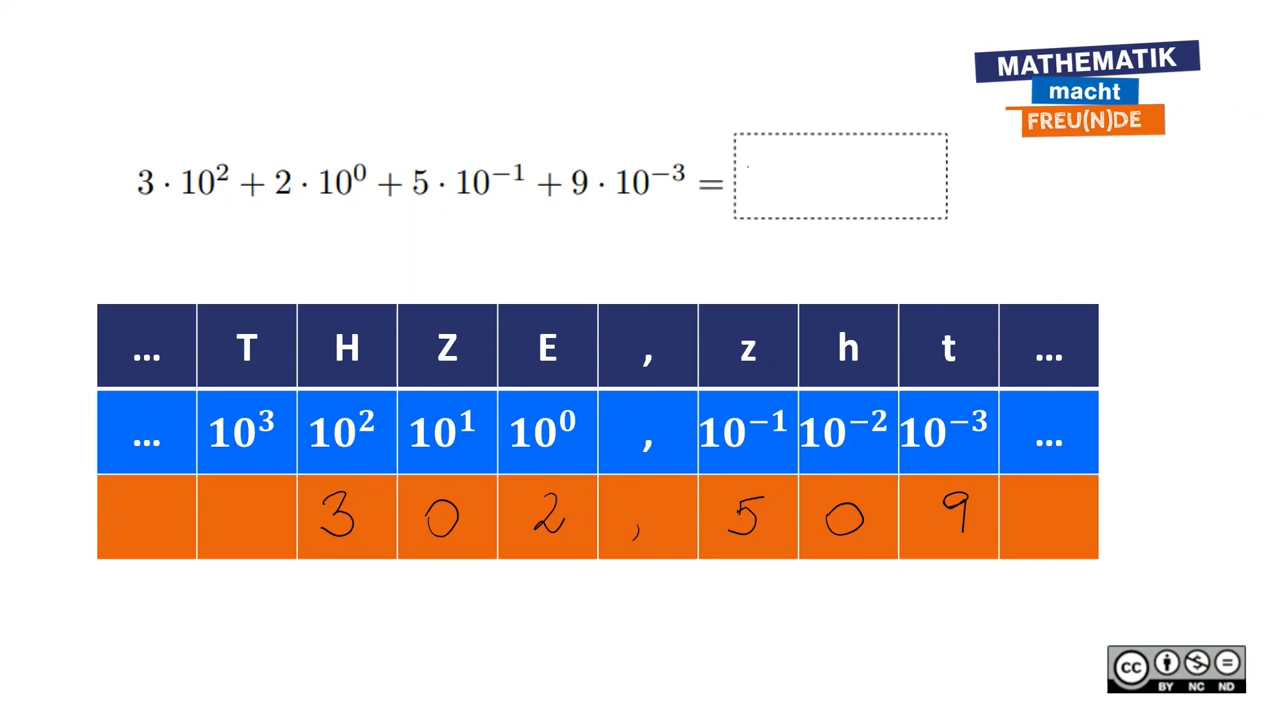 MATHEMATIK
macht
FREU(N)DE
3 · 10² + 2 · 10⁰ + 5 · 10⁻¹ + 9 · 10⁻³ =
... T H Z E , z h t ...
... 10³ 10² 10¹ 10⁰ , 10⁻¹ 10⁻² 10⁻³ ...
3 0 2 , 5 0 9
cc
BY NC ND